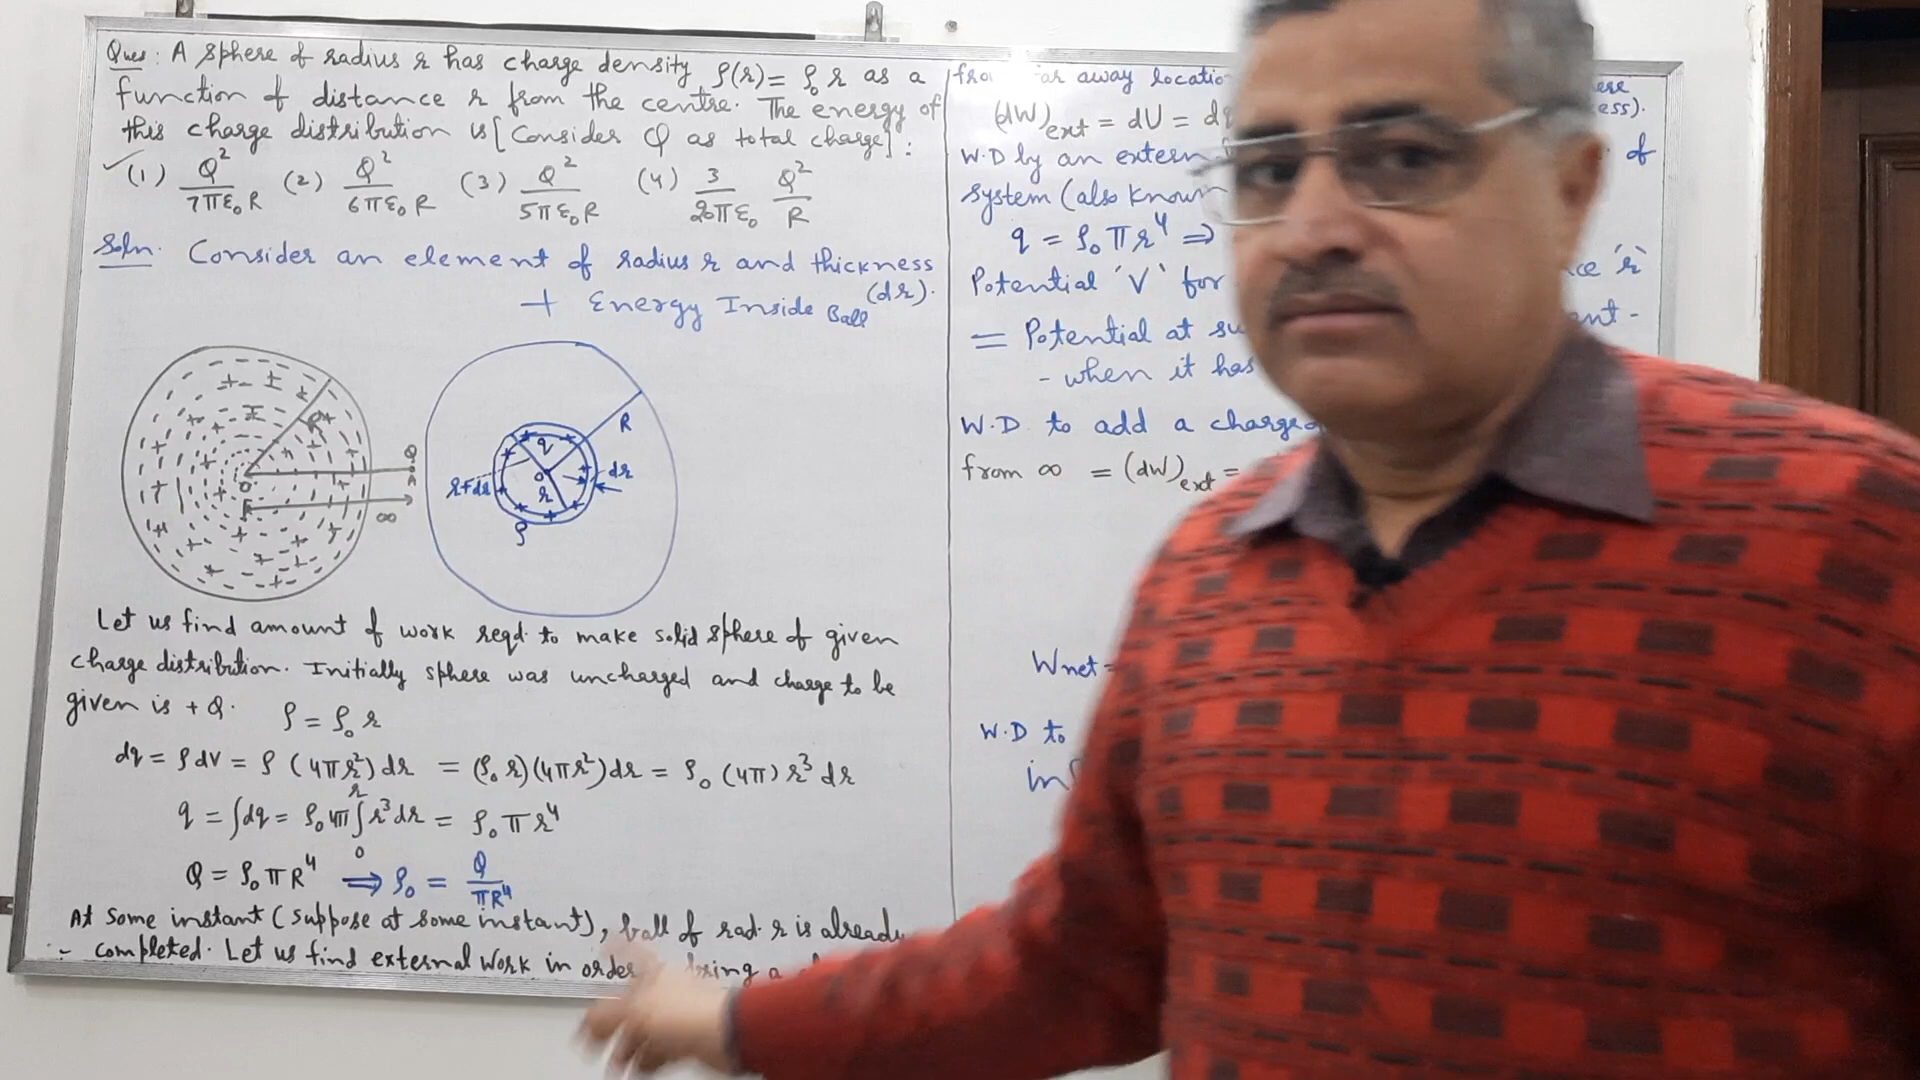 Ques: A sphere of radius r has charge density ρ(r) = ρ₀ r as a
function of distance r from the centre. The energy of
this charge distribution is [Consider Q as total charge]:
✓(1) Q²/7πε₀R (2) Q²/6πε₀R (3) Q²/5πε₀R (4) 3/20πε₀ Q²/R
Soln. Consider an element of radius r and thickness
(dr).
+ Energy Inside Ball
R
Q
O
∞
R
q
O
r
dr
r+dr
ρ
Let us find amount of work reqd. to make solid sphere of given
charge distribution. Initially sphere was uncharged and charge to be
given is +Q. ρ = ρ₀ r
dq = ρ dV = ρ (4πr²) dr = (ρ₀ r)(4πr²) dr = ρ₀ (4π) r³ dr
q = ∫dq = ρ₀ 4π ∫₀ʳ r³ dr = ρ₀ π r⁴
Q = ρ₀ π R⁴ ⇒ ρ₀ = Q/πR⁴
At some instant (suppose at some instant), ball of rad. r is already
- completed. Let us find external work in order bring a
far away locatio
(dW)ext = dU =
W.D by an extern of
system (also known
q = ρ₀ π r⁴ ⇒
Potential 'V' for 'r'
= Potential at su
- when it has
W.D. to add a charge
from ∞ = (dW)ext =
Wnet =
W.D to